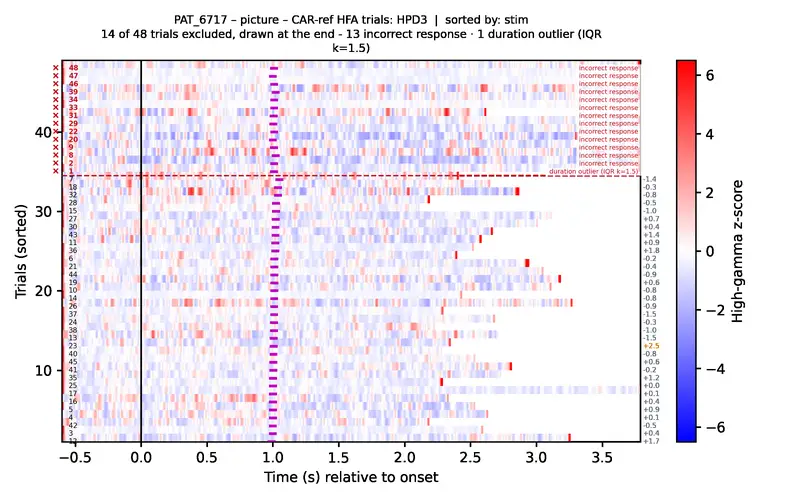 PAT_6717 – picture – CAR-ref HFA trials: HPD3 | sorted by: stim
14 of 48 trials excluded, drawn at the end - 13 incorrect response · 1 duration outlier (IQR
k=1.5)
× 48 incorrect response
× 47 incorrect response
× 46 incorrect response
× 39 incorrect response
× 34 incorrect response
× 33 incorrect response
× 31 incorrect response
× 29 incorrect response
× 22 incorrect response
× 20 incorrect response
× 9 incorrect response
× 8 incorrect response
× 2 incorrect response
× duration outlier (IQR k=1.5)
7 -1.4
18 -0.3
32 -0.8
28 -0.5
15 -1.0
27 +0.7
30 +0.4
43 +1.4
11 +0.9
36 +1.8
6 -0.2
21 -0.4
44 -0.9
19 +0.6
10 -0.8
14 -0.8
26 -0.9
37 -1.5
24 -0.3
38 -1.0
13 -1.5
23 +2.5
40 -0.8
45 -0.6
41 -0.2
35 +1.2
25 +0.0
17 +0.1
16 +0.4
5 +0.9
4 +0.1
42 -0.5
3 +0.4
12 +1.7
40
30
20
10
Trials (sorted)
−0.5 0.0 0.5 1.0 1.5 2.0 2.5 3.0 3.5
Time (s) relative to onset
6
4
2
0
−2
−4
−6
High-gamma z-score